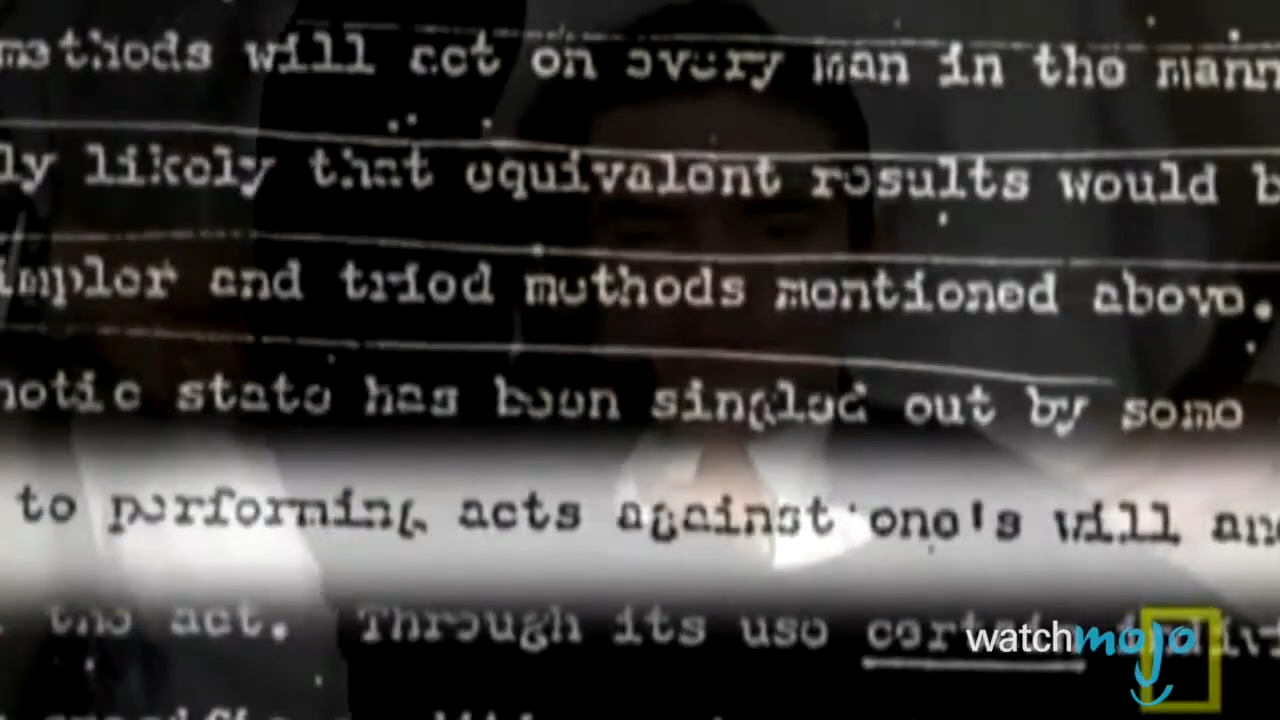 methods will act on every man in the mann
ly likely that equivalent results would b
impler and tried methods mentioned above.
notic state has been singled out by some
to performing acts against one's will an
the act. Through its use certain indivi
watchmojo